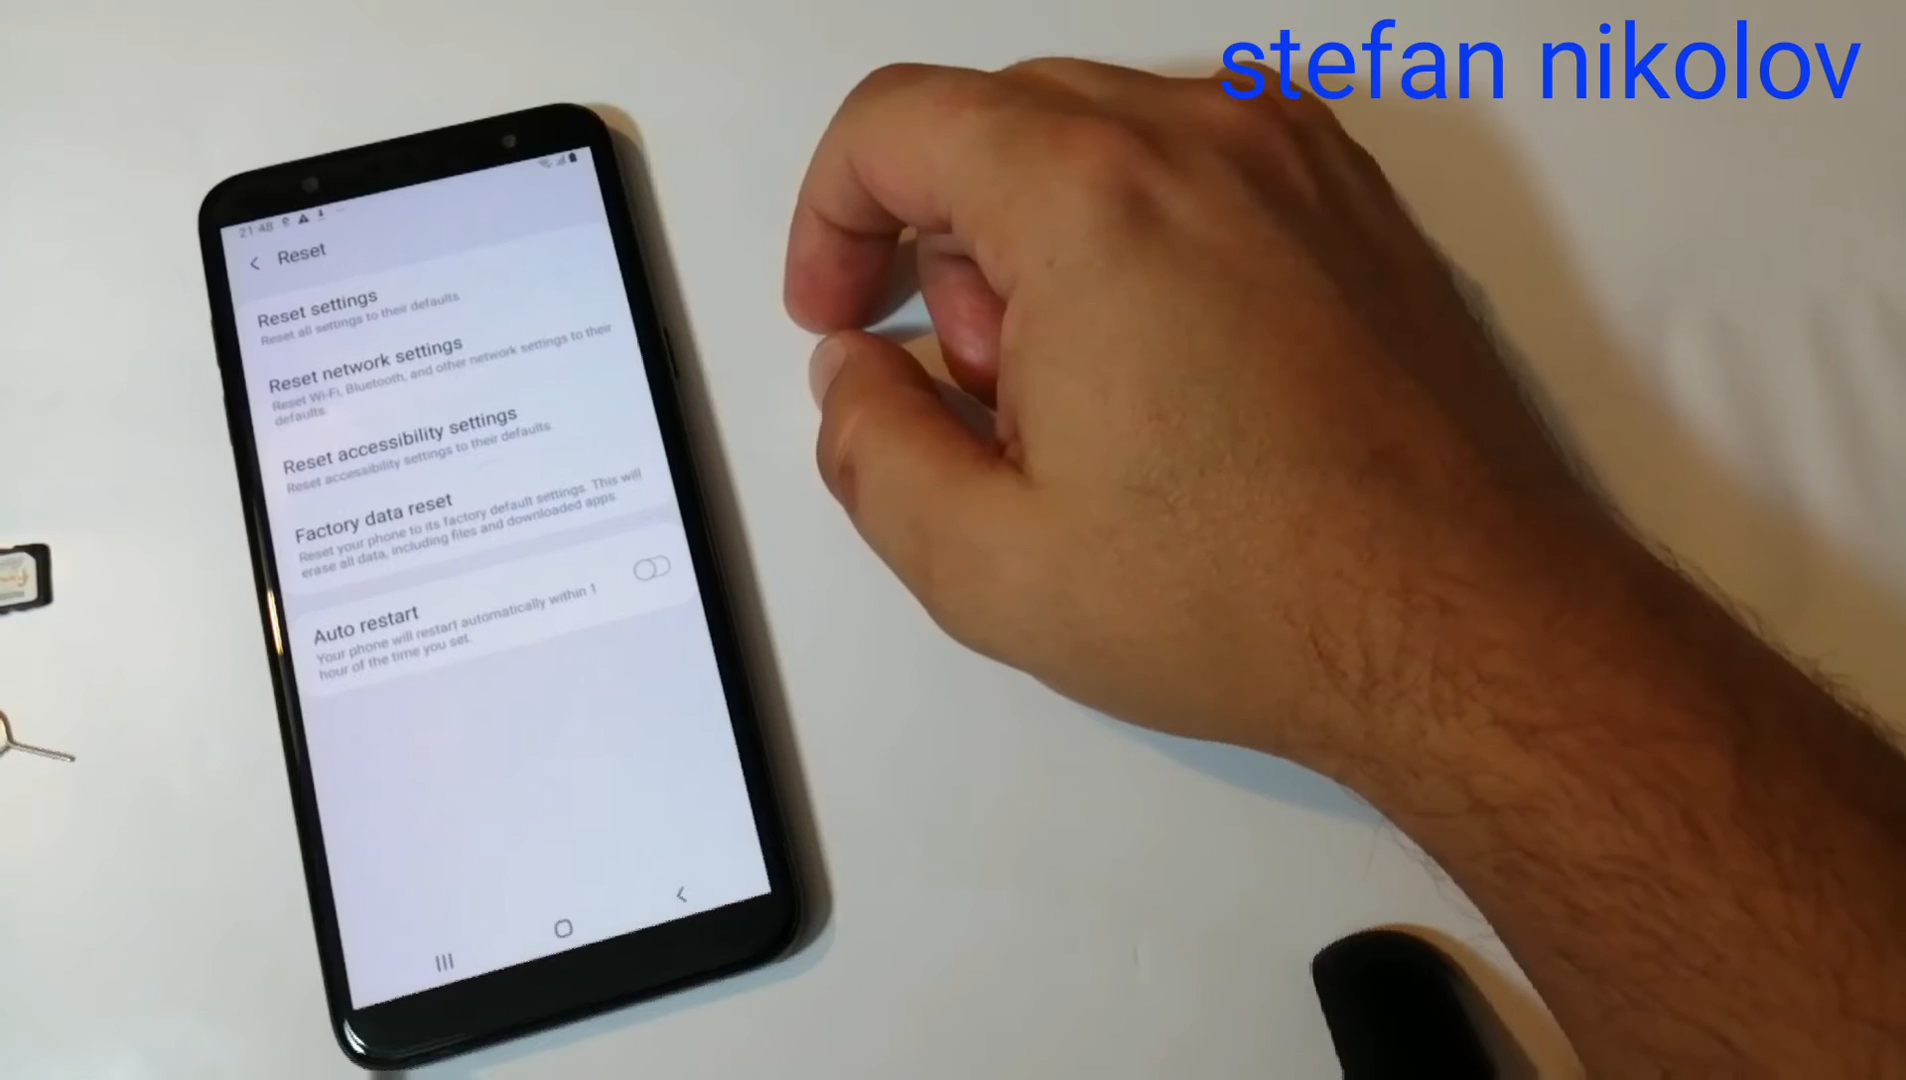 stefan nikolov
21:48
Reset
Reset settings
Reset all settings to their defaults
Reset network settings
Reset Wi-Fi, Bluetooth, and other network settings to their
defaults.
Reset accessibility settings
Reset accessibility settings to their defaults.
Factory data reset
Reset your phone to its factory default settings. This will
erase all data, including files and downloaded apps.
Auto restart
Your phone will restart automatically within 1
hour of the time you set.